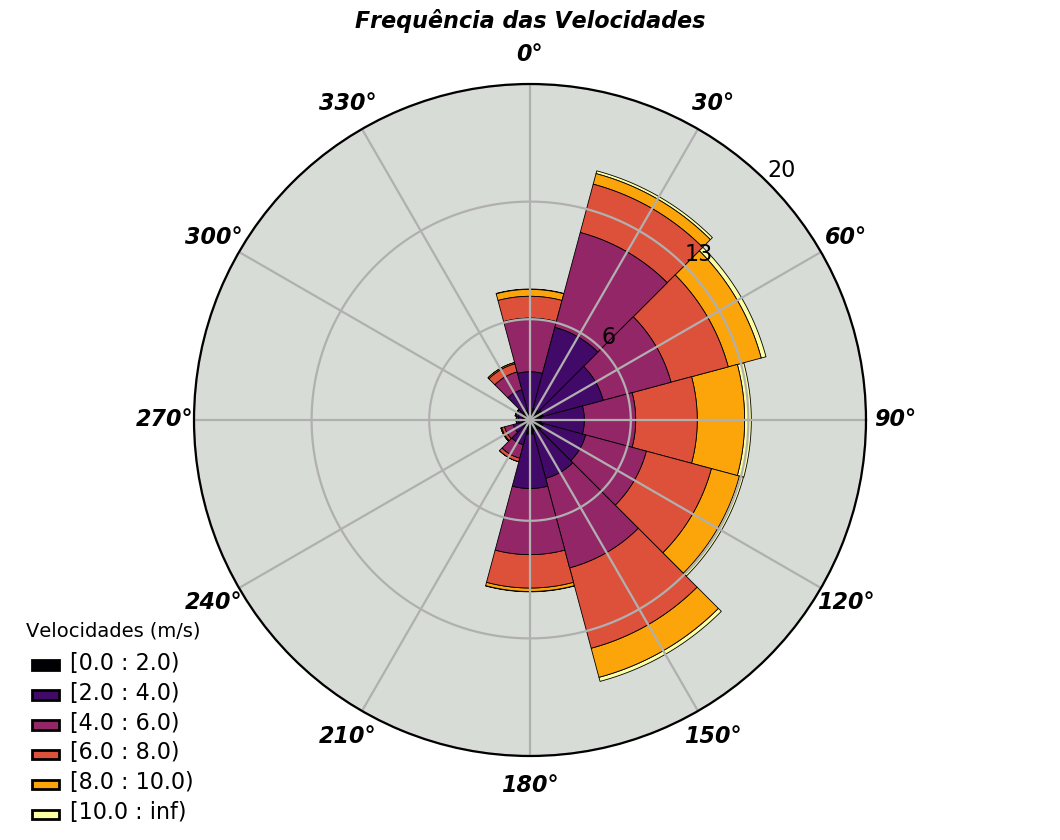 Frequência das Velocidades
0°
330°
30°
20
300°
60°
13
6
270°
90°
240°
120°
210°
150°
180°
Velocidades (m/s)
[0.0 : 2.0)
[2.0 : 4.0)
[4.0 : 6.0)
[6.0 : 8.0)
[8.0 : 10.0)
[10.0 : inf)